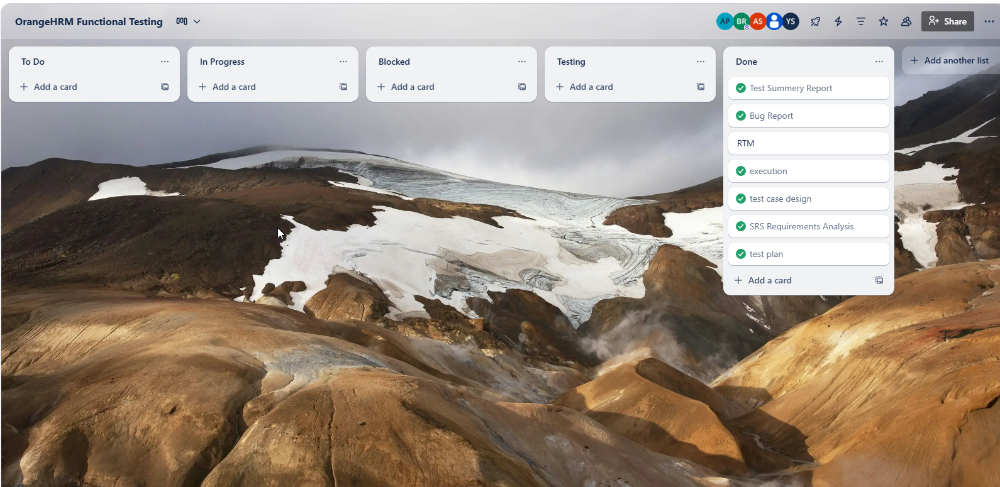 OrangeHRM Functional Testing
AP BR AS YS Share
To Do
Add a card
In Progress
Add a card
Blocked
Add a card
Testing
Add a card
Done
Test Summery Report
Bug Report
RTM
execution
test case design
SRS Requirements Analysis
test plan
Add a card
Add another list